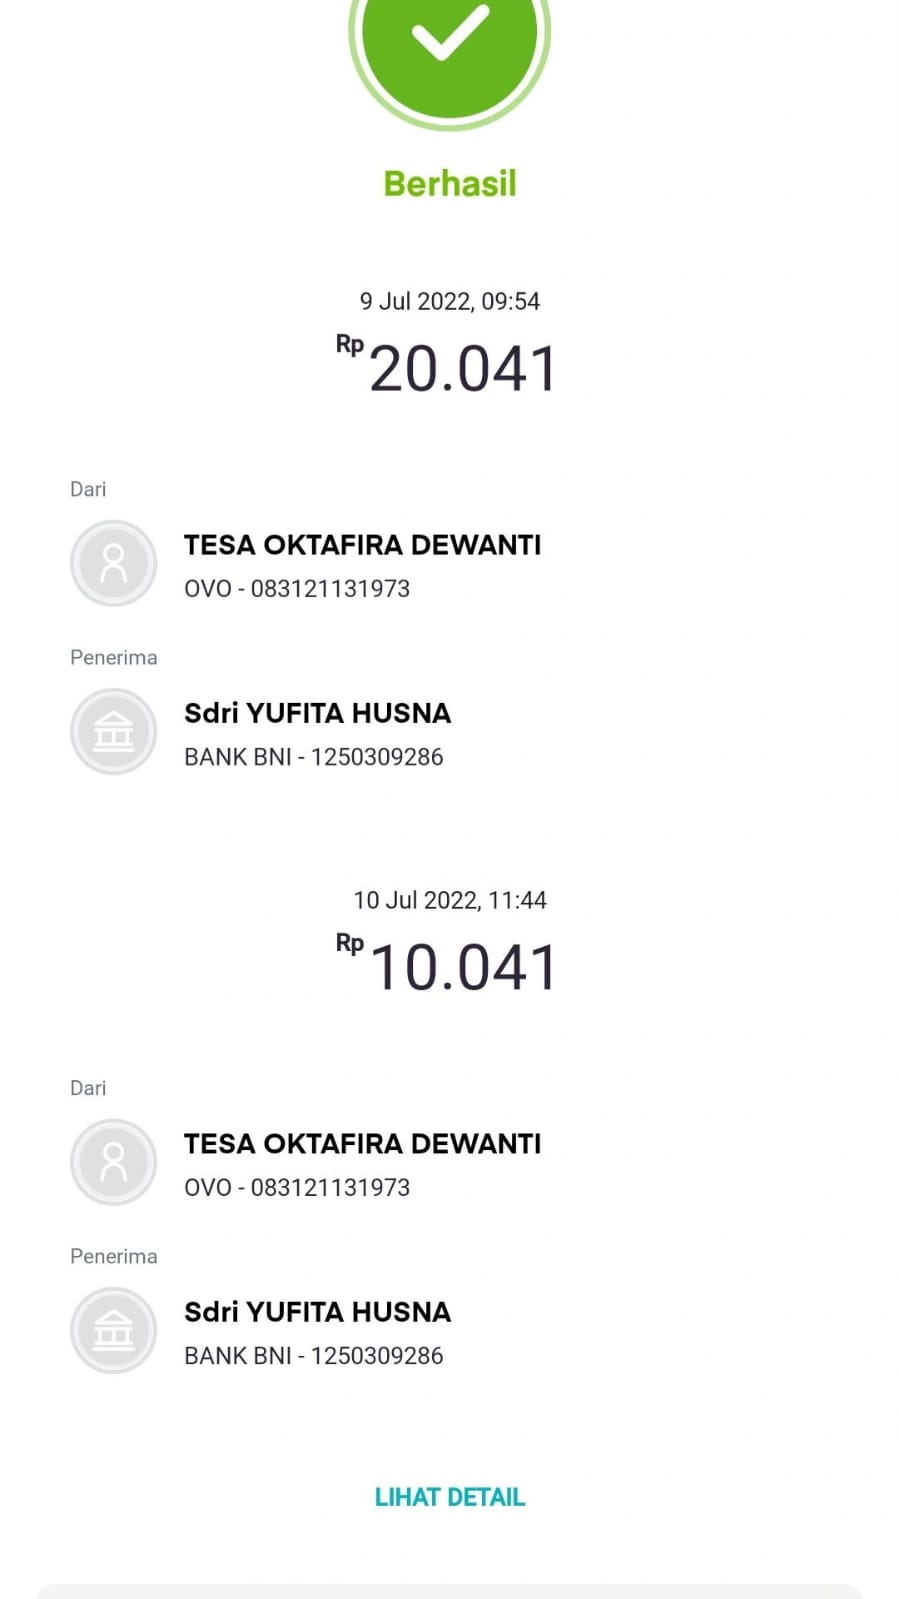 Berhasil
9 Jul 2022, 09:54
Rp 20.041
Dari
TESA OKTAFIRA DEWANTI
OVO - 083121131973
Penerima
Sdri YUFITA HUSNA
BANK BNI - 1250309286
10 Jul 2022, 11:44
Rp 10.041
Dari
TESA OKTAFIRA DEWANTI
OVO - 083121131973
Penerima
Sdri YUFITA HUSNA
BANK BNI - 1250309286
LIHAT DETAIL